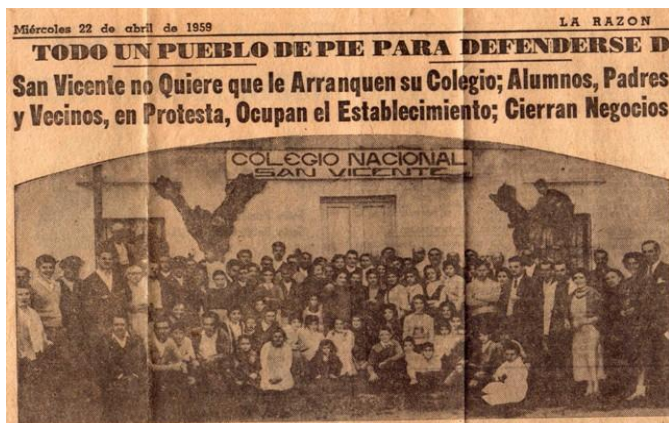 Miércoles 22 de abril de 1959 LA RAZON
TODO UN PUEBLO DE PIE PARA DEFENDERSE D
San Vicente no Quiere que le Arranquen su Colegio; Alumnos, Padres
y Vecinos, en Protesta, Ocupan el Establecimiento; Cierran Negocios
COLEGIO NACIONAL
SAN VICENTE